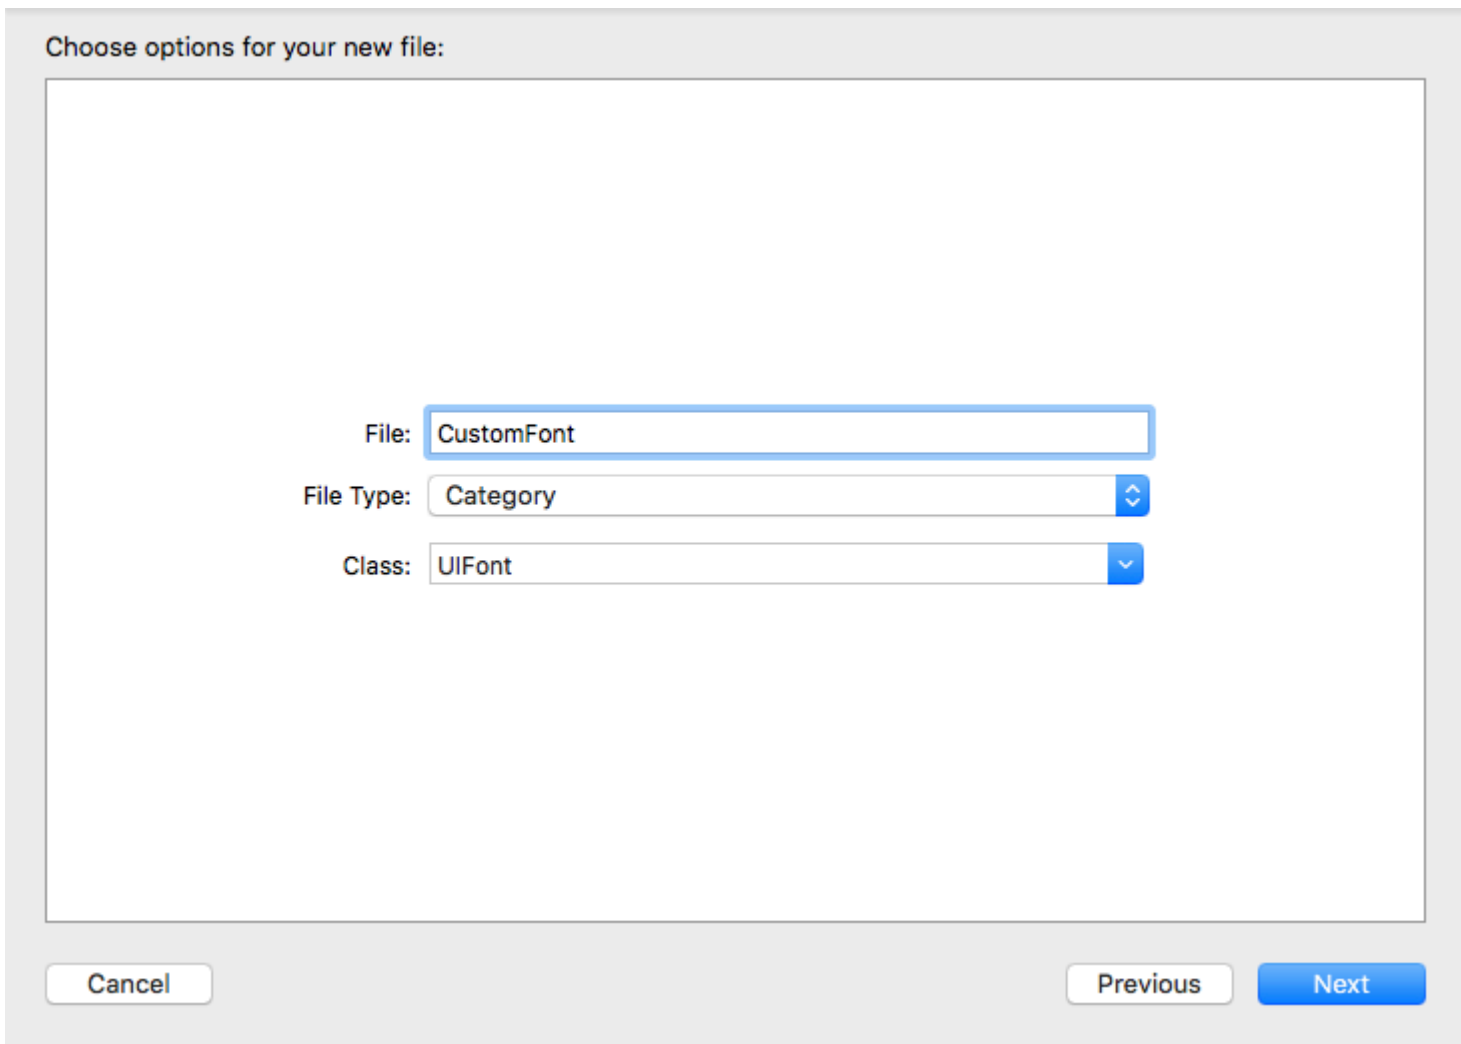 Choose options for your new file:
File: CustomFont
File Type: Category
Class: UIFont
Cancel Previous Next